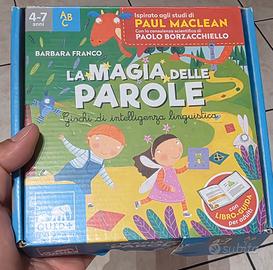 4-7
anni
AB
C
Ispirato agli studi di
PAUL MACLEAN
Con la consulenza scientifica di
PAOLO BORZACCHIELLO
BARBARA FRANCO
LA MAGIA DELLE
PAROLE
Giochi di intelligenza linguistica
con
LIBRO-GUIDA
per adulti
subito